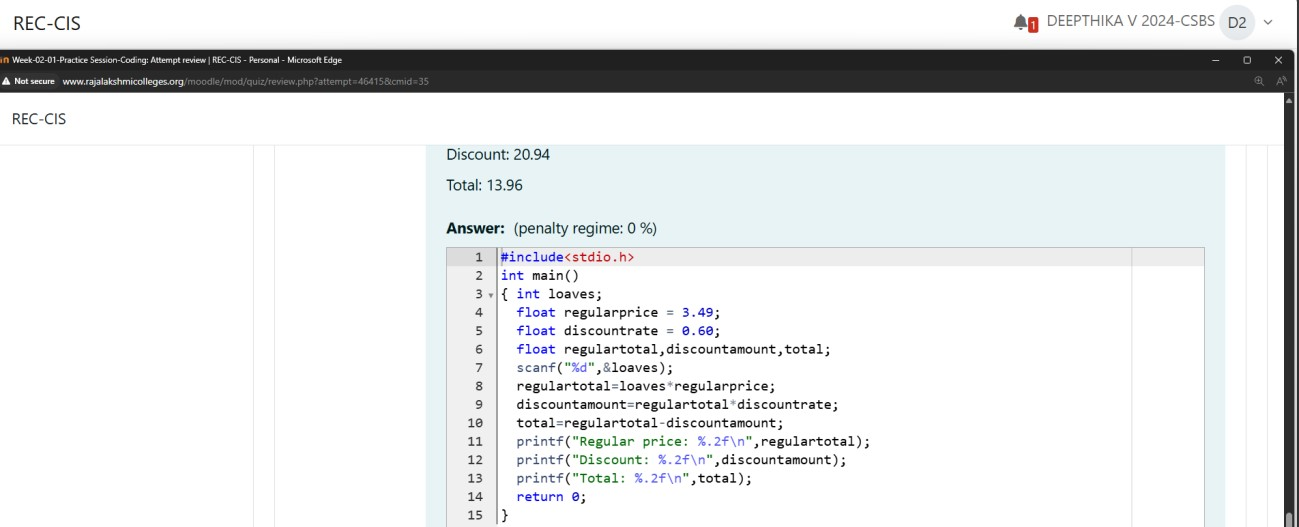 REC-CIS
1 DEEPTHIKA V 2024-CSBS D2
in Week-02-01-Practice Session-Coding: Attempt review | REC-CIS - Personal - Microsoft Edge
Not secure www.rajalakshmicolleges.org/moodle/mod/quiz/review.php?attempt=46415&cmid=35
REC-CIS
Discount: 20.94
Total: 13.96
Answer: (penalty regime: 0 %)
1 #include<stdio.h>
2 int main()
3 { int loaves;
4 float regularprice = 3.49;
5 float discountrate = 0.60;
6 float regulartotal,discountamount,total;
7 scanf("%d",&loaves);
8 regulartotal=loaves*regularprice;
9 discountamount=regulartotal*discountrate;
10 total=regulartotal-discountamount;
11 printf("Regular price: %.2f\n",regulartotal);
12 printf("Discount: %.2f\n",discountamount);
13 printf("Total: %.2f\n",total);
14 return 0;
15 }